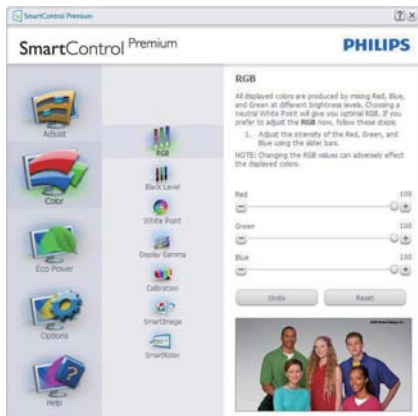 SmartControl Premium
SmartControl Premium
PHILIPS
Adjust
Color
Eco Power
Options
Help
RGB
Black Level
White Point
Display Gamma
Calibration
SmartImage
SmartKolor
RGB
All displayed colors are produced by mixing Red, Blue,
and Green at different brightness levels. Choosing a
neutral White Point will give you optimal RGB. If you
prefer to adjust the RGB now, follow these steps:
1. Adjust the intensity of the Red, Green, and
Blue using the slider bars.
NOTE: Changing the RGB values can adversely effect
the displayed colors.
Red 100
Green 100
Blue 100
Undo Reset